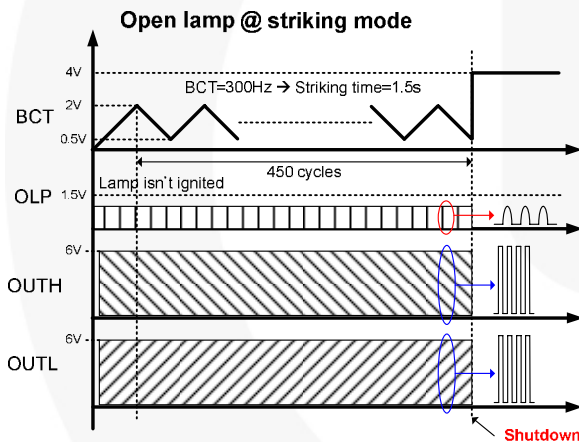 Open lamp @ striking mode
4V
BCT=300Hz → Striking time=1.5s
2V
BCT
0.5V
450 cycles
Lamp isn't ignited
OLP
1.5V
6V
OUTH
6V
OUTL
Shutdown